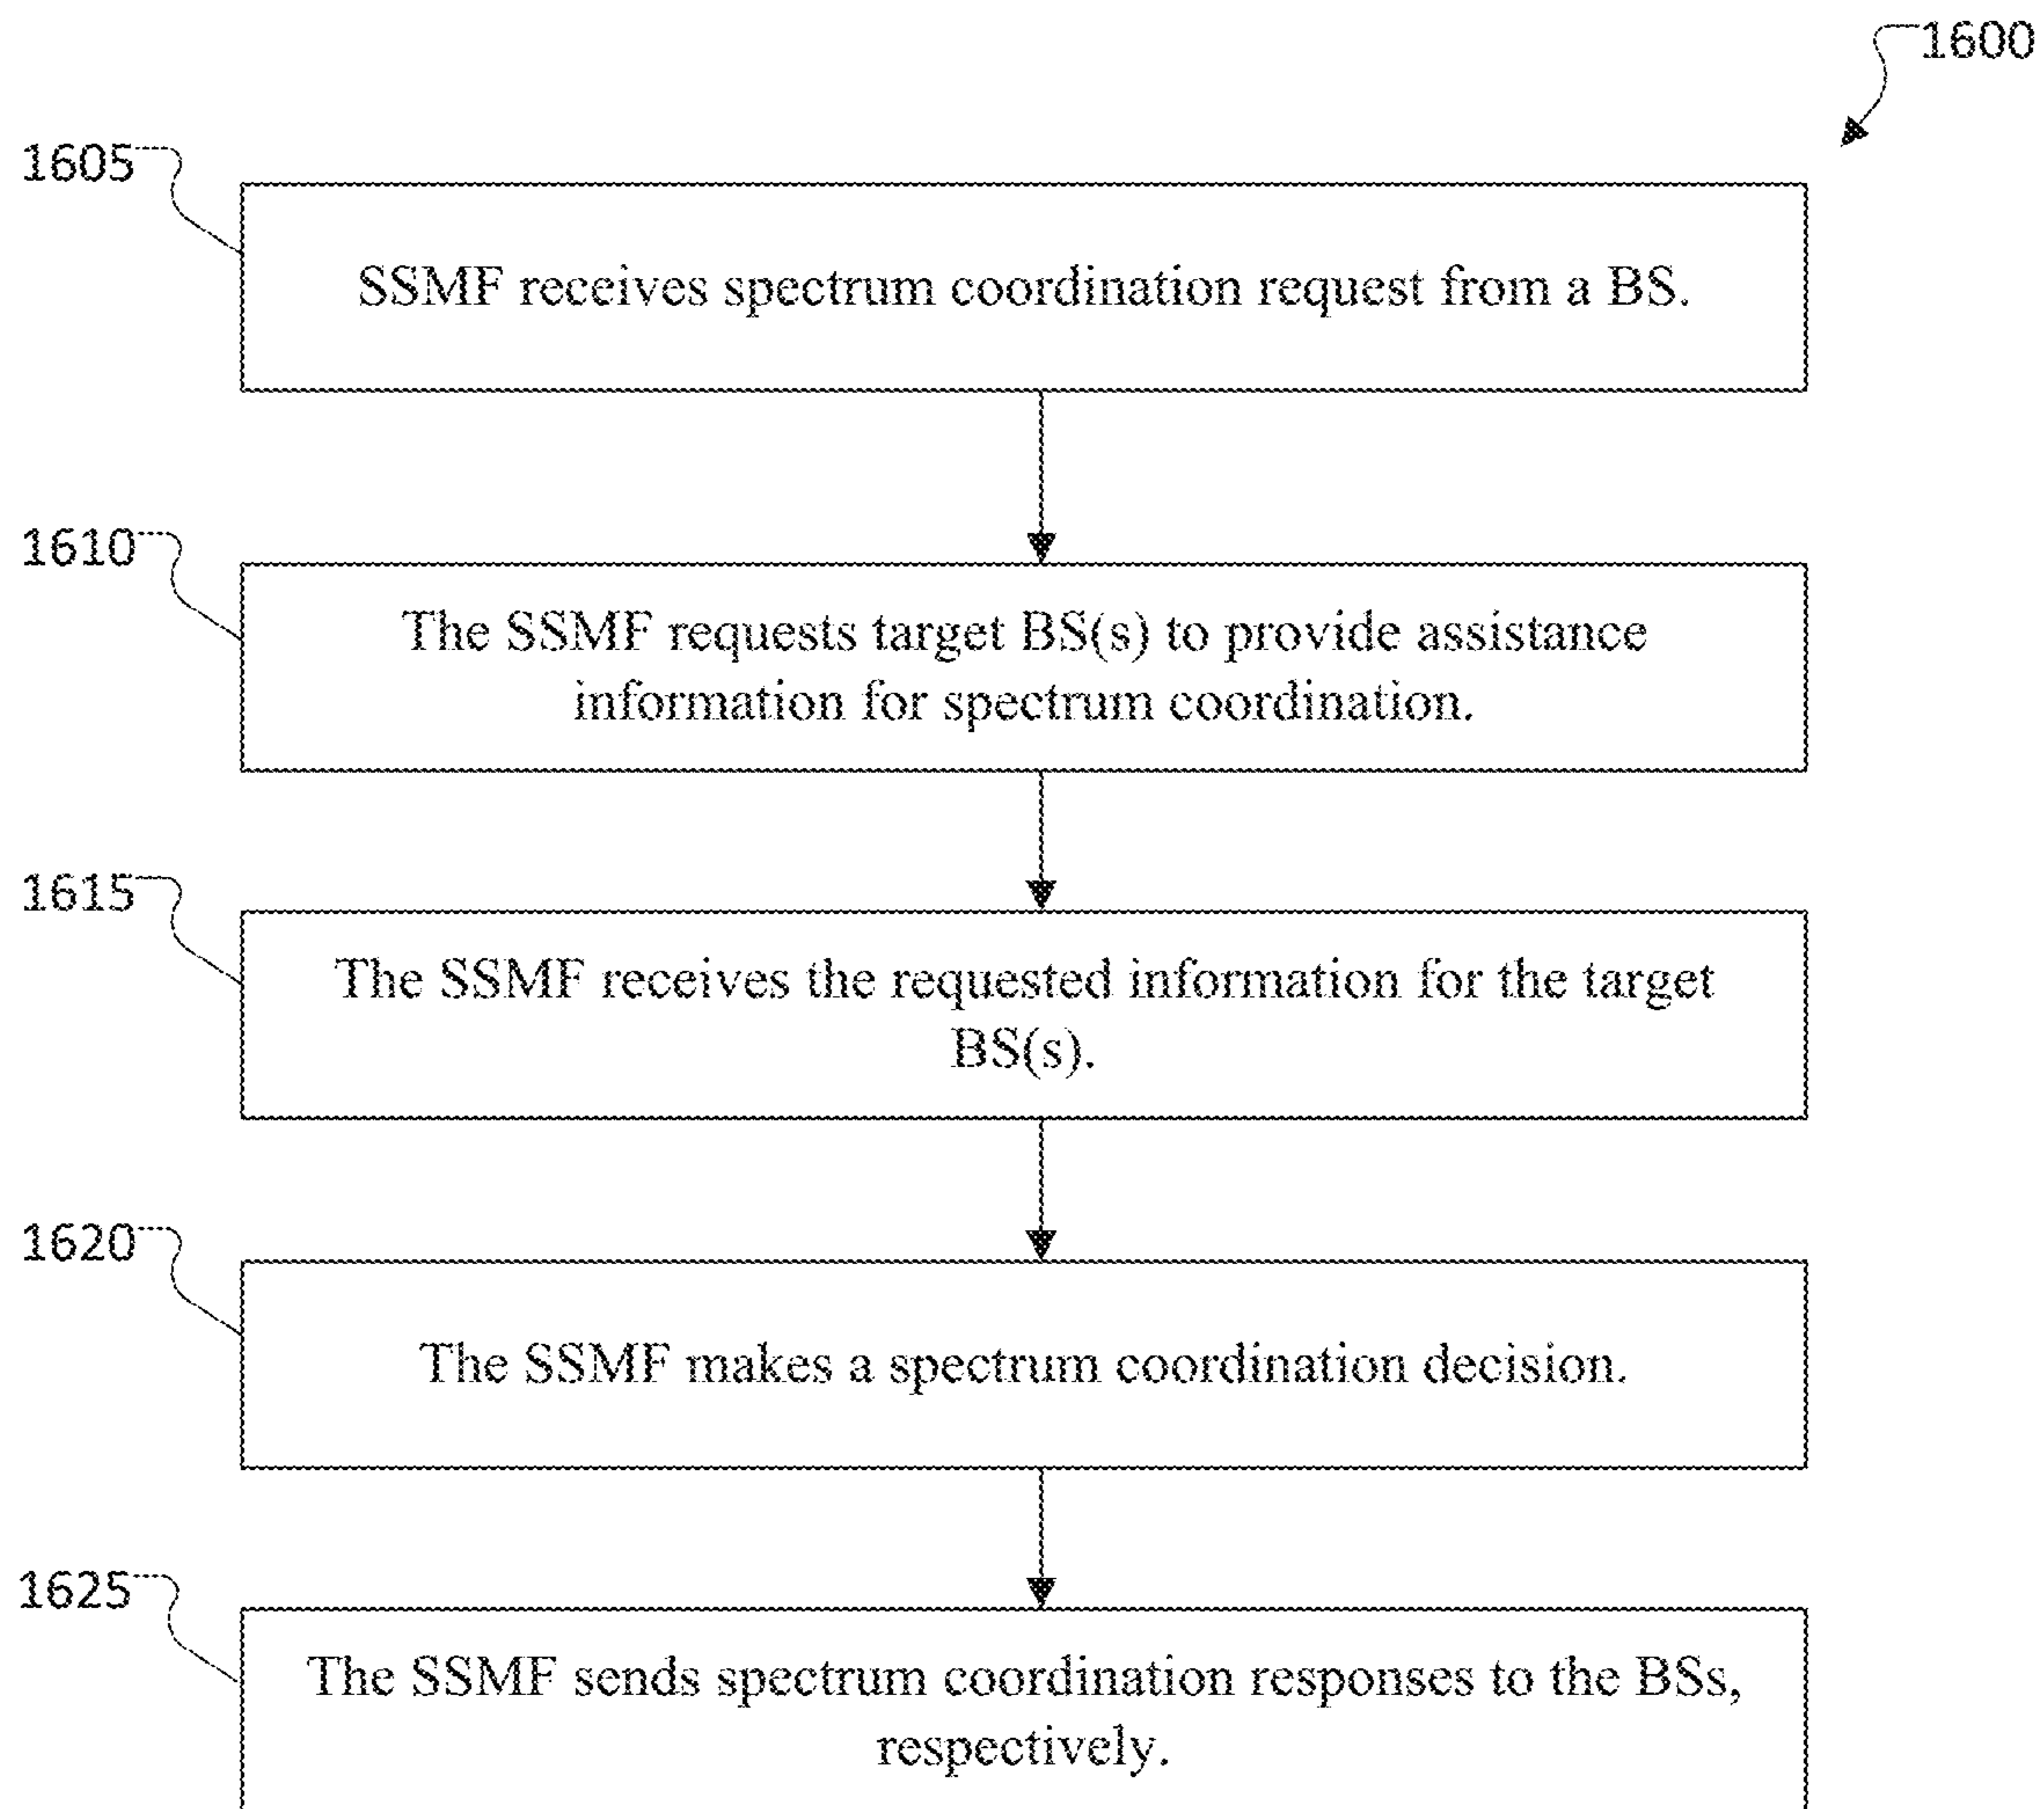 1600
1605
SSMF receives spectrum coordination request from a BS.
1610
The SSMF requests target BS(s) to provide assistance
information for spectrum coordination.
1615
The SSMF receives the requested information for the target
BS(s).
1620
The SSMF makes a spectrum coordination decision.
1625
The SSMF sends spectrum coordination responses to the BSs,
respectively.